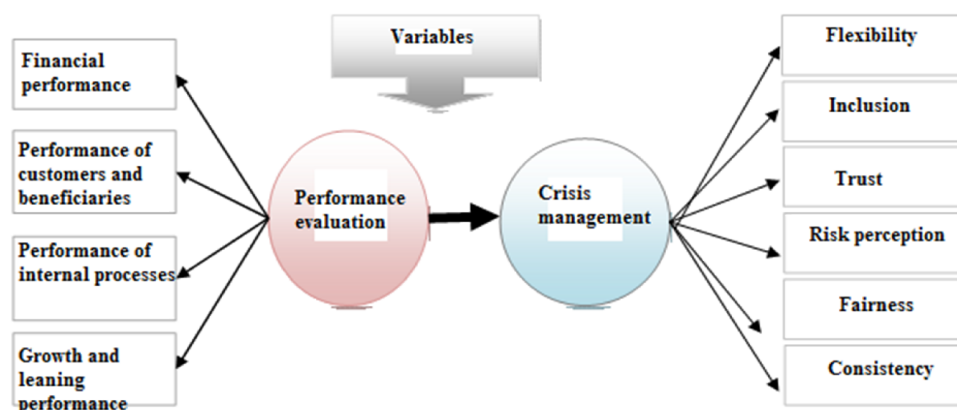 Variables
Financial
performance
Performance of
customers and
beneficiaries
Performance of
internal processes
Growth and
leaning
performance
Performance
evaluation
Crisis
management
Flexibility
Inclusion
Trust
Risk perception
Fairness
Consistency